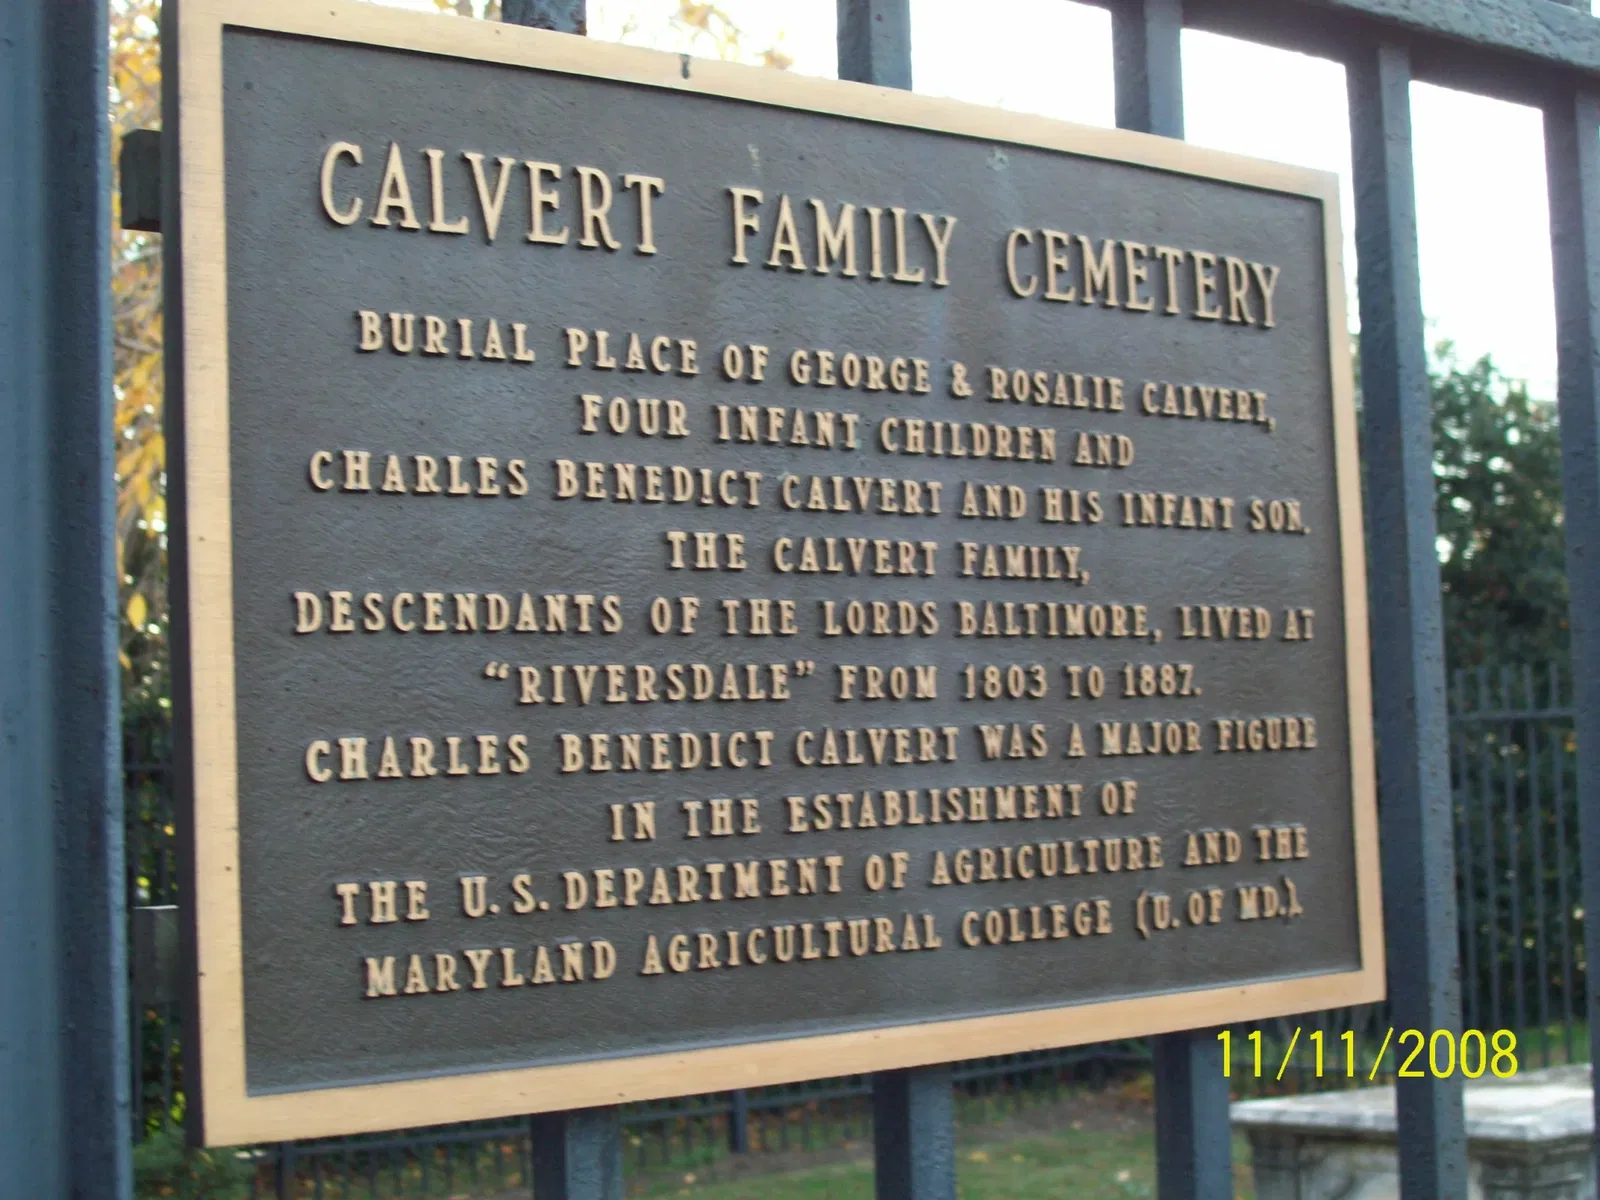 CALVERT FAMILY CEMETERY
BURIAL PLACE OF GEORGE & ROSALIE CALVERT,
FOUR INFANT CHILDREN AND
CHARLES BENEDICT CALVERT AND HIS INFANT SON.
THE CALVERT FAMILY,
DESCENDANTS OF THE LORDS BALTIMORE, LIVED AT
“RIVERSDALE” FROM 1803 TO 1887.
CHARLES BENEDICT CALVERT WAS A MAJOR FIGURE
IN THE ESTABLISHMENT OF
THE U.S. DEPARTMENT OF AGRICULTURE AND THE
MARYLAND AGRICULTURAL COLLEGE (U. OF MD.).
11/11/2008